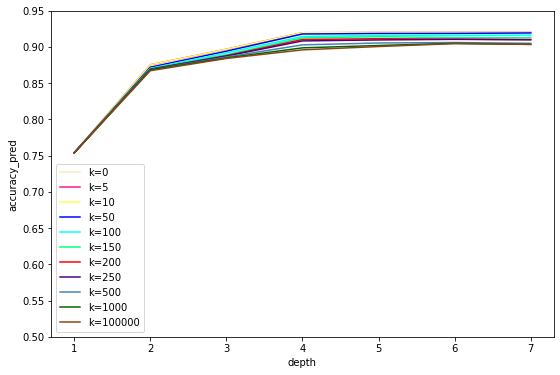 0.95
0.90
0.85
0.80
0.75
0.70
0.65
0.60
0.55
0.50
accuracy_pred
k=0
k=5
k=10
k=50
k=100
k=150
k=200
k=250
k=500
k=1000
k=100000
1 2 3 4 5 6 7
depth